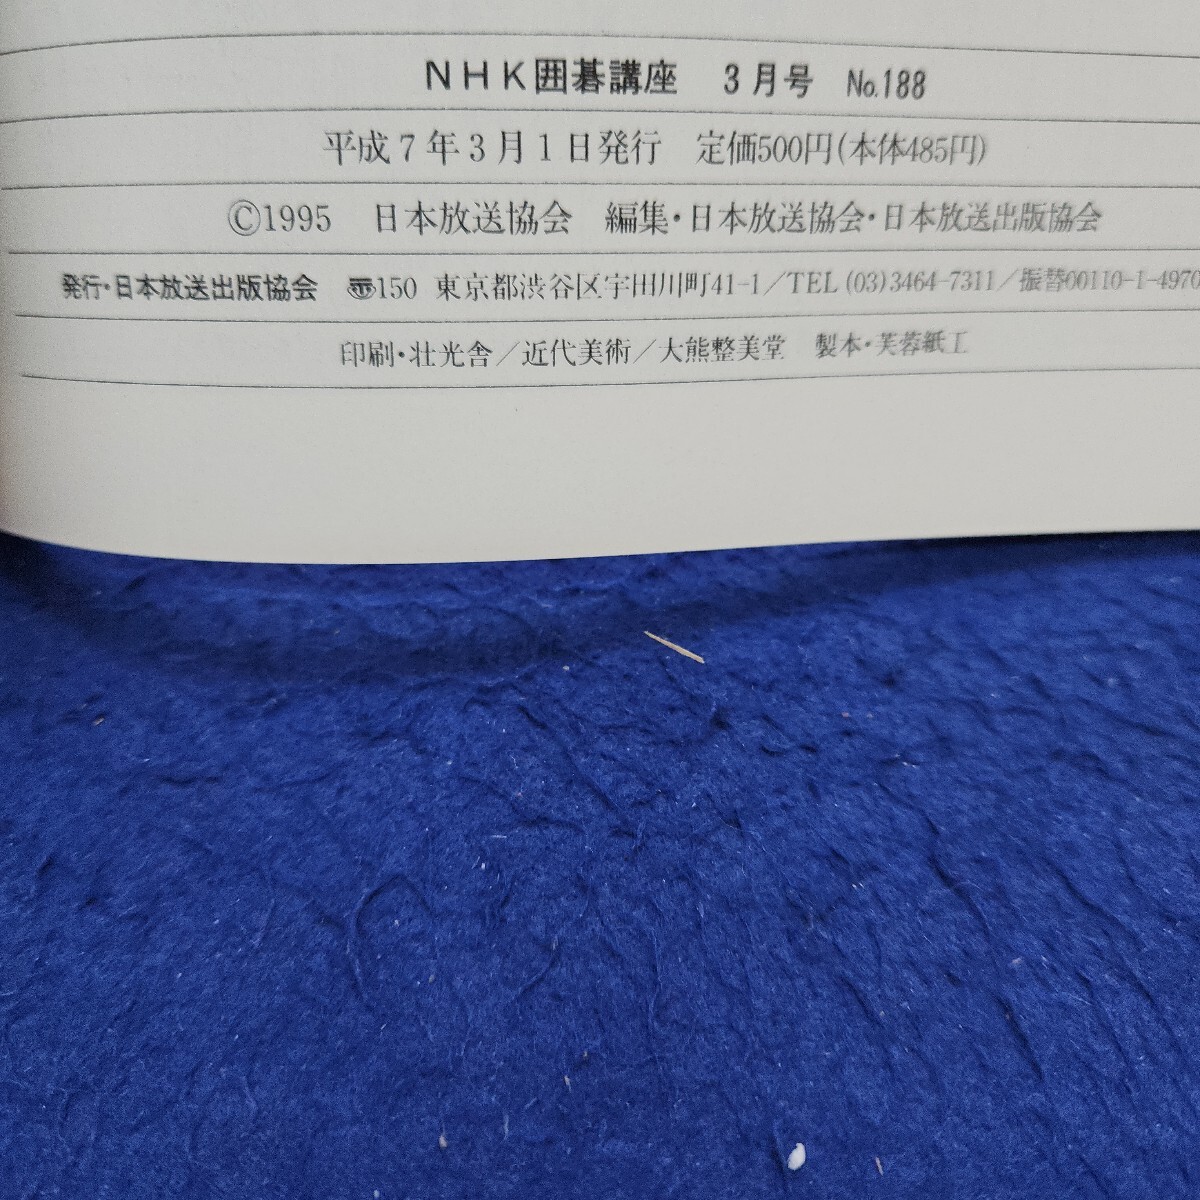 NHK囲碁講座 3月号 No.188
平成7年3月1日発行 定価500円(本体485円)
©1995 日本放送協会 編集・日本放送協会・日本放送出版協会
発行・日本放送出版協会 〠150 東京都渋谷区宇田川町41-1/TEL(03)3464-7311/振替00110-1-4970
印刷・壮光舎/近代美術/大熊整美堂 製本・芙蓉紙工